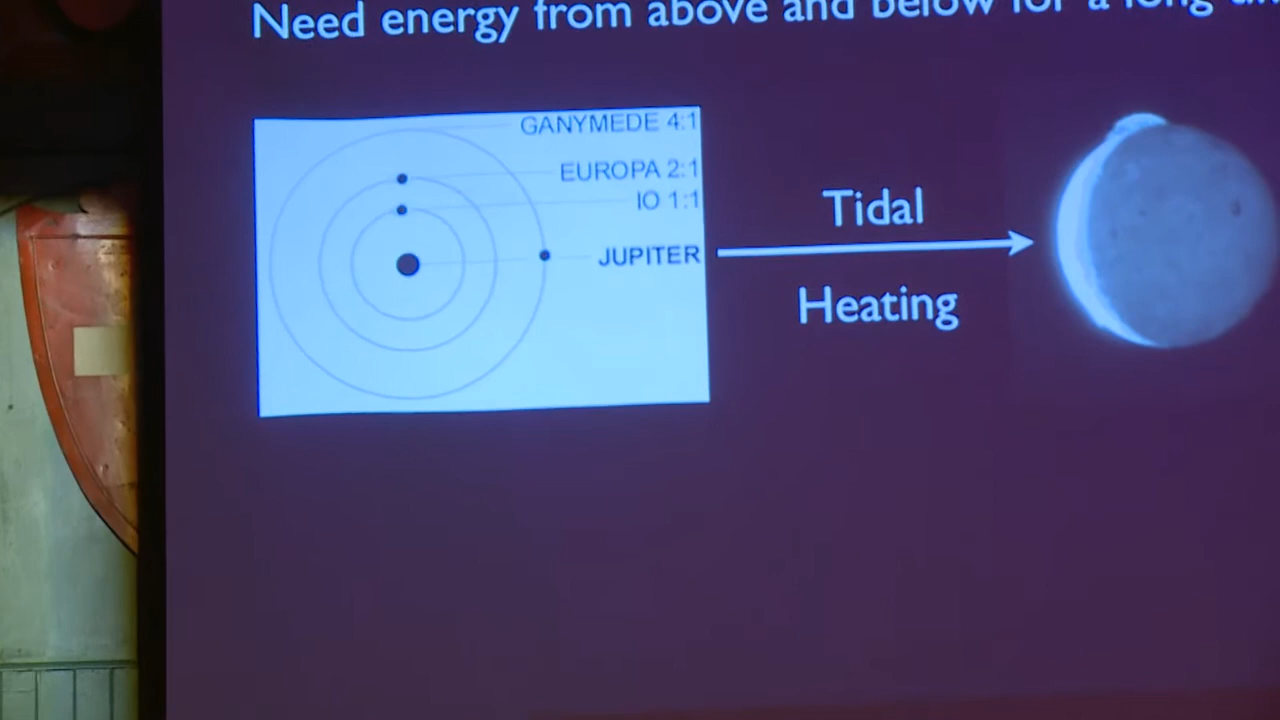 Need energy from above and below for a long
GANYMEDE 4:1
EUROPA 2:1
IO 1:1
JUPITER
Tidal
Heating